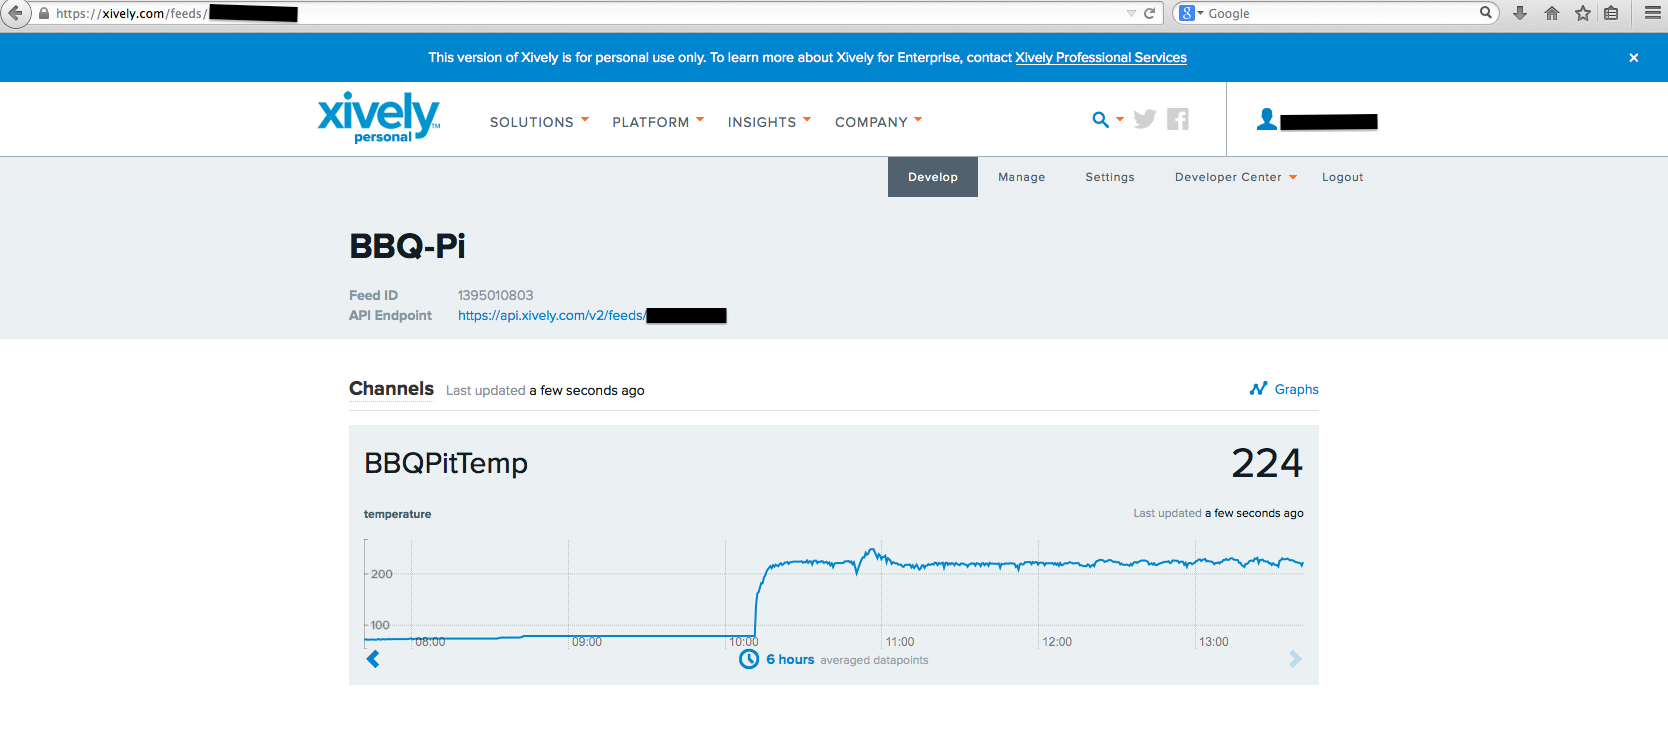 https://xively.com/feeds/
Google
This version of Xively is for personal use only. To learn more about Xively for Enterprise, contact Xively Professional Services
×
xively™
personal
SOLUTIONS PLATFORM INSIGHTS COMPANY
Develop Manage Settings Developer Center Logout
BBQ-Pi
Feed ID 1395010803
API Endpoint https://api.xively.com/v2/feeds/
Channels Last updated a few seconds ago Graphs
BBQPitTemp 224
temperature Last updated a few seconds ago
200
100
08:00 09:00 10:00 11:00 12:00 13:00
6 hours averaged datapoints